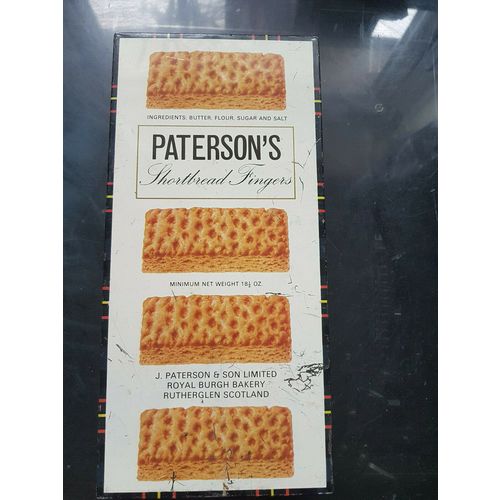 INGREDIENTS: BUTTER, FLOUR, SUGAR AND SALT
PATERSON'S
Shortbread Fingers
MINIMUM NET WEIGHT 18½ OZ.
J. PATERSON & SON LIMITED
ROYAL BURGH BAKERY
RUTHERGLEN SCOTLAND